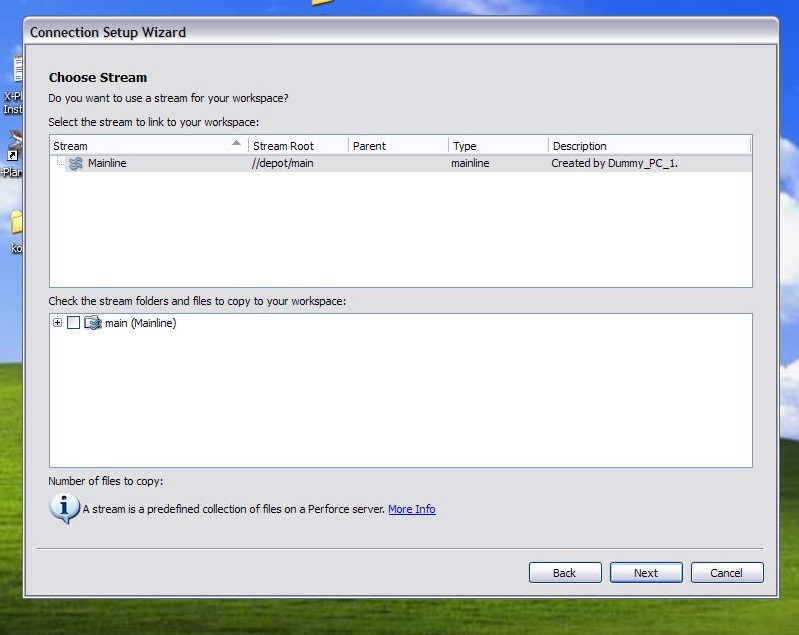 Connection Setup Wizard
Choose Stream
Do you want to use a stream for your workspace?
Select the stream to link to your workspace:
Stream Stream Root Parent Type Description
Mainline //depot/main mainline Created by Dummy_PC_1.
Check the stream folders and files to copy to your workspace:
main (Mainline)
Number of files to copy:
A stream is a predefined collection of files on a Perforce server. More Info
Back Next Cancel